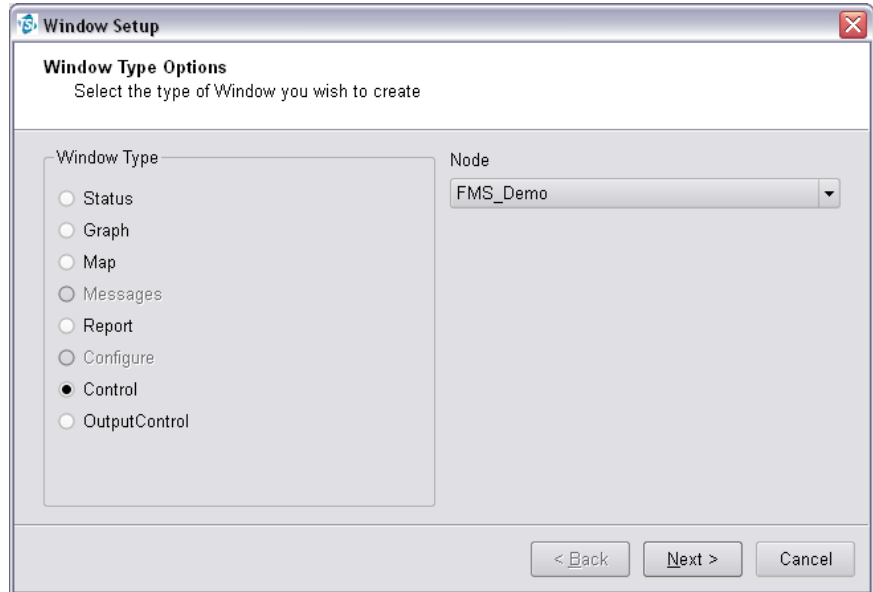 TSI Window Setup
Window Type Options
Select the type of Window you wish to create
Window Type
Status
Graph
Map
Messages
Report
Configure
Control
OutputControl
Node
FMS_Demo
< Back
Next >
Cancel